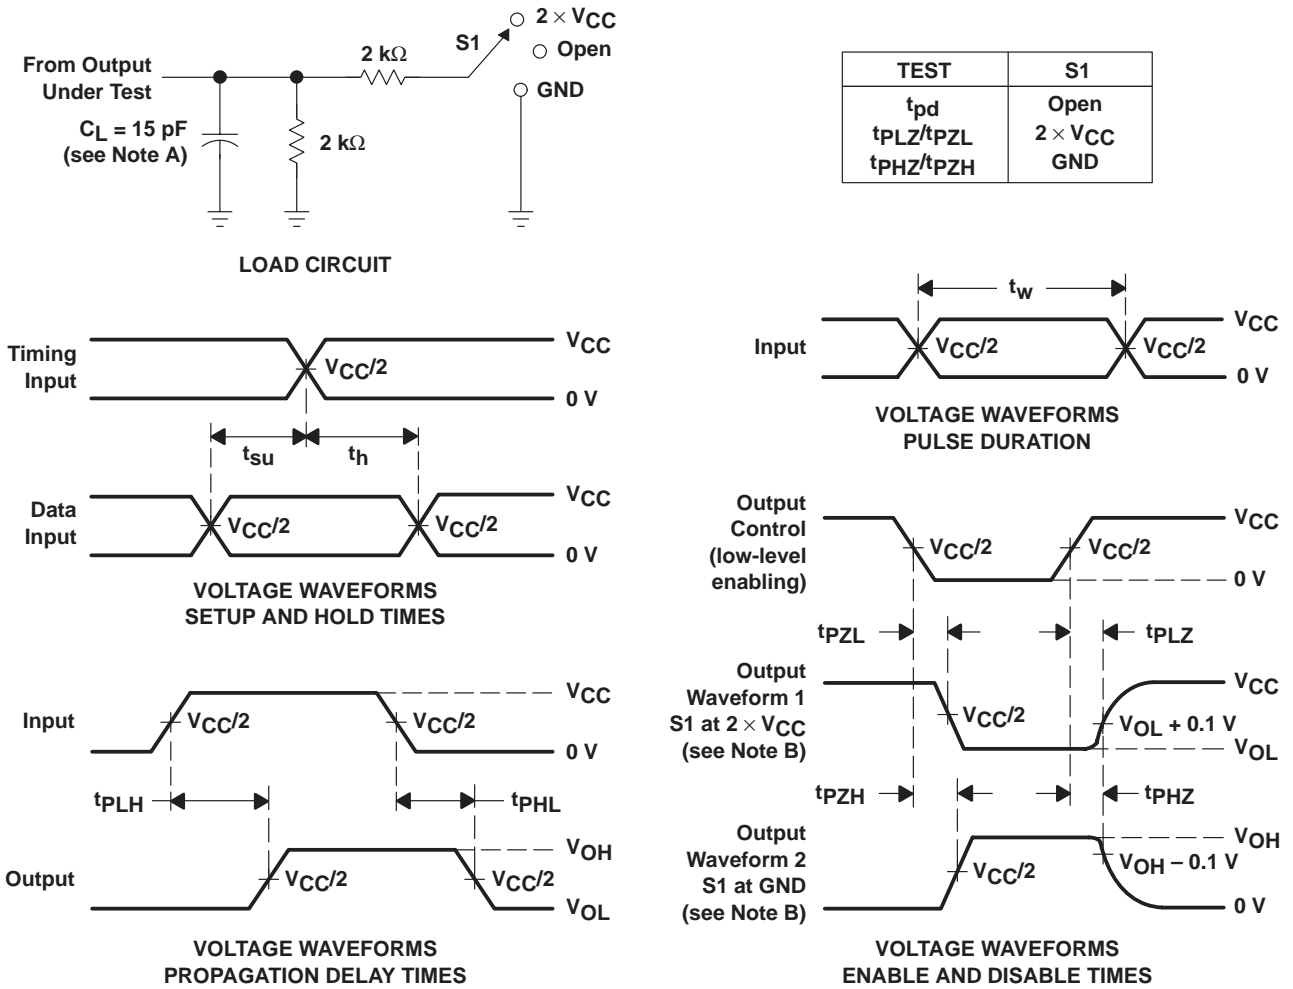 From Output
Under Test
CL = 15 pF
(see Note A)
2 kΩ
2 kΩ
S1
2 × VCC
Open
GND
LOAD CIRCUIT
TEST S1
tpd Open
tPLZ/tPZL 2 × VCC
tPHZ/tPZH GND
Timing
Input
VCC/2
VCC
0 V
tsu
th
Data
Input
VCC/2
VCC/2
VCC
0 V
VOLTAGE WAVEFORMS
SETUP AND HOLD TIMES
tw
Input
VCC/2
VCC/2
VCC
0 V
VOLTAGE WAVEFORMS
PULSE DURATION
Input
VCC/2
VCC/2
VCC
0 V
tPLH
tPHL
Output
VCC/2
VCC/2
VOH
VOL
VOLTAGE WAVEFORMS
PROPAGATION DELAY TIMES
Output
Control
(low-level
enabling)
VCC/2
VCC/2
VCC
0 V
tPZL
tPLZ
Output
Waveform 1
S1 at 2 × VCC
(see Note B)
VCC/2
VCC
VOL + 0.1 V
VOL
tPZH
tPHZ
Output
Waveform 2
S1 at GND
(see Note B)
VCC/2
VOH
VOH − 0.1 V
0 V
VOLTAGE WAVEFORMS
ENABLE AND DISABLE TIMES